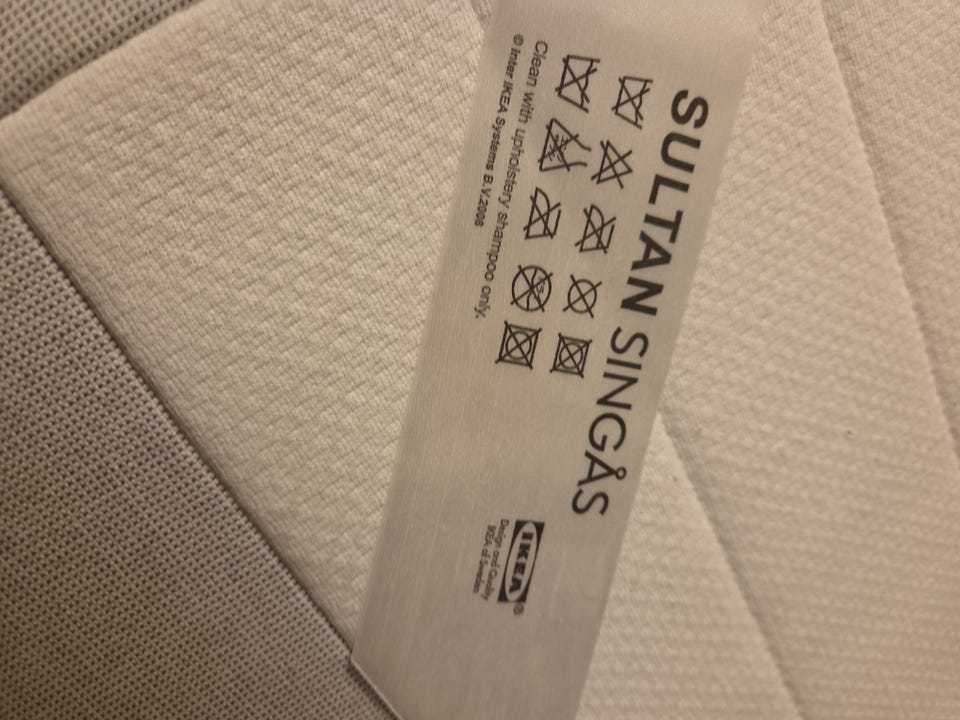 SULTAN SINGÅS
Clean with upholstery shampoo only.
© Inter IKEA Systems B.V.2008
IKEA®
Design and Quality
IKEA of Sweden